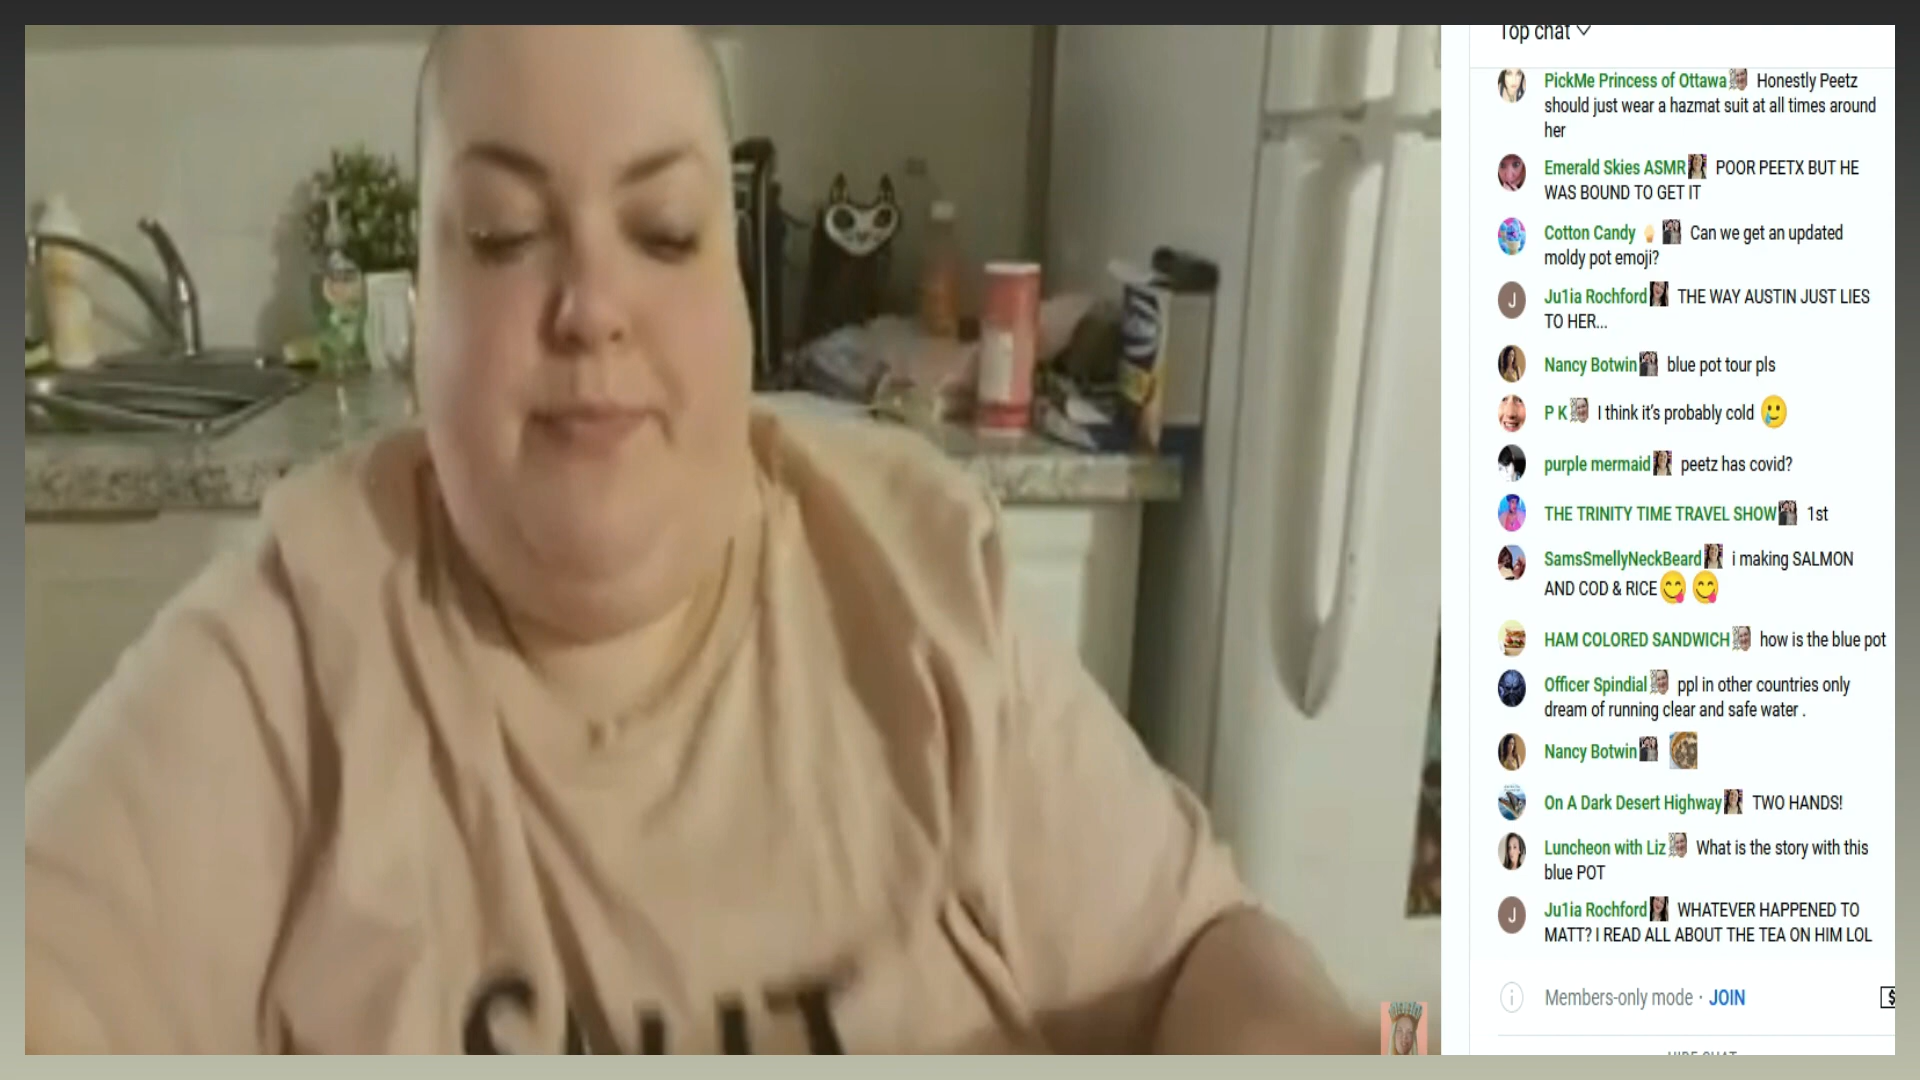 Top chat
PickMe Princess of Ottawa Honestly Peetz
should just wear a hazmat suit at all times around
her
Emerald Skies ASMR POOR PEETX BUT HE
WAS BOUND TO GET IT
Cotton Candy Can we get an updated
moldy pot emoji?
Ju1ia Rochford THE WAY AUSTIN JUST LIES
TO HER...
Nancy Botwin blue pot tour pls
P K I think it's probably cold
purple mermaid peetz has covid?
THE TRINITY TIME TRAVEL SHOW 1st
SamsSmellyNeckBeard i making SALMON
AND COD & RICE
HAM COLORED SANDWICH how is the blue pot
Officer Spindial ppl in other countries only
dream of running clear and safe water .
Nancy Botwin
On A Dark Desert Highway TWO HANDS!
Luncheon with Liz What is the story with this
blue POT
J
Ju1ia Rochford WHATEVER HAPPENED TO
MATT? I READ ALL ABOUT THE TEA ON HIM LOL
Members-only mode · JOIN
HIDE CHAT